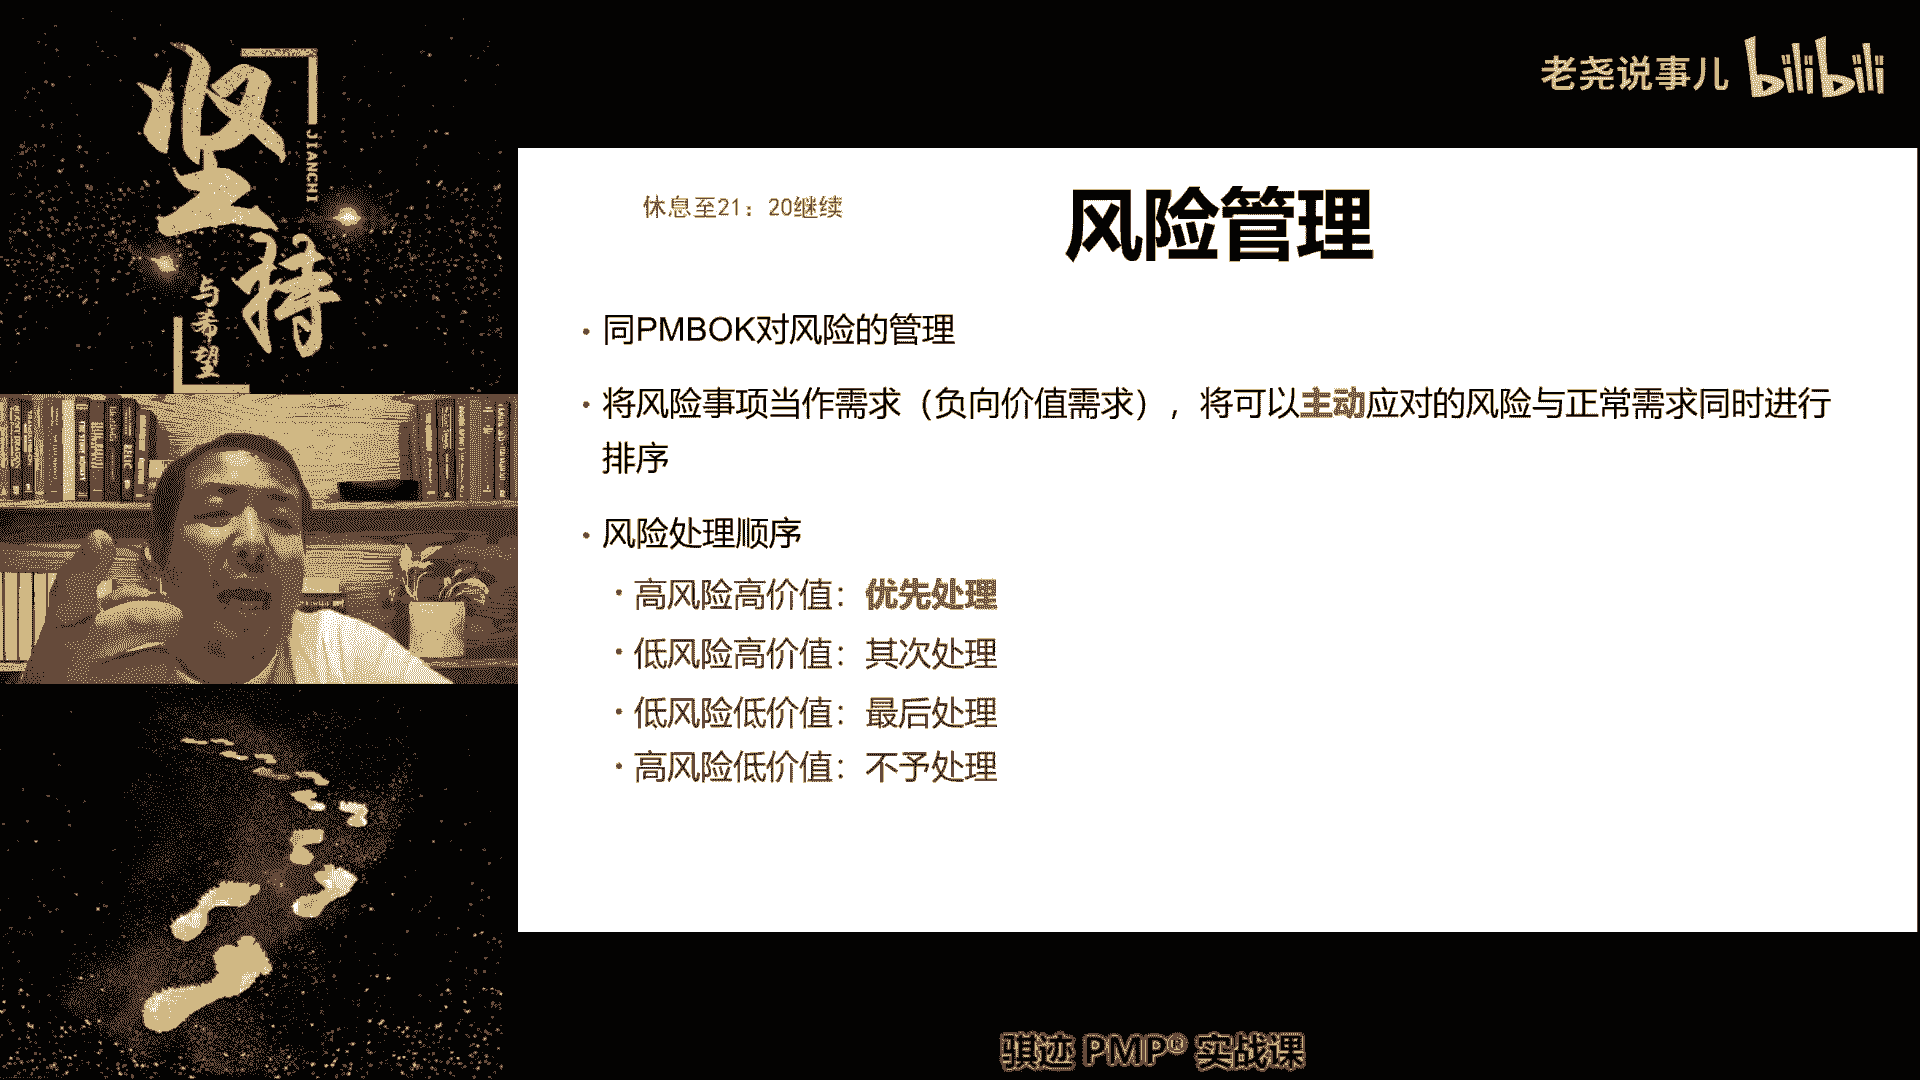 坚持
JIANCHI
与希望
老尧说事儿 bilibili
休息至21：20继续
风险管理
· 同PMBOK对风险的管理
· 将风险事项当作需求（负向价值需求），将可以主动应对的风险与正常需求同时进行
排序
· 风险处理顺序
· 高风险高价值：优先处理
· 低风险高价值：其次处理
· 低风险低价值：最后处理
· 高风险低价值：不予处理
骐迹 PMP® 实战课